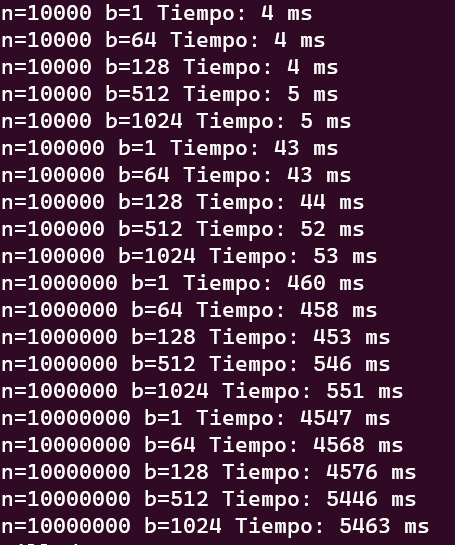 n=10000 b=1 Tiempo: 4 ms
n=10000 b=64 Tiempo: 4 ms
n=10000 b=128 Tiempo: 4 ms
n=10000 b=512 Tiempo: 5 ms
n=10000 b=1024 Tiempo: 5 ms
n=100000 b=1 Tiempo: 43 ms
n=100000 b=64 Tiempo: 43 ms
n=100000 b=128 Tiempo: 44 ms
n=100000 b=512 Tiempo: 52 ms
n=100000 b=1024 Tiempo: 53 ms
n=1000000 b=1 Tiempo: 460 ms
n=1000000 b=64 Tiempo: 458 ms
n=1000000 b=128 Tiempo: 453 ms
n=1000000 b=512 Tiempo: 546 ms
n=1000000 b=1024 Tiempo: 551 ms
n=10000000 b=1 Tiempo: 4547 ms
n=10000000 b=64 Tiempo: 4568 ms
n=10000000 b=128 Tiempo: 4576 ms
n=10000000 b=512 Tiempo: 5446 ms
n=10000000 b=1024 Tiempo: 5463 ms